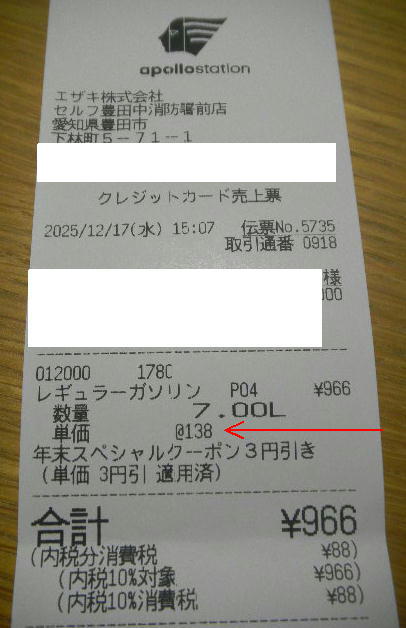 apollostation
エザキ株式会社
セルフ豊田中消防署前店
愛知県豊田市
下林町5-71-1
クレジットカード売上票
2025/12/17(水) 15:07 伝票No.5735
取引通番 0918
様
00
012000 178C
レギュラーガソリン P04 ¥966
数量 7.00L
単価 @138
年末スペシャルクーポン3円引き
(単価 3円引 適用済)
合計 ¥966
(内税分消費税 ¥88)
(内税10%対象 ¥966)
(内税10%消費税 ¥88)